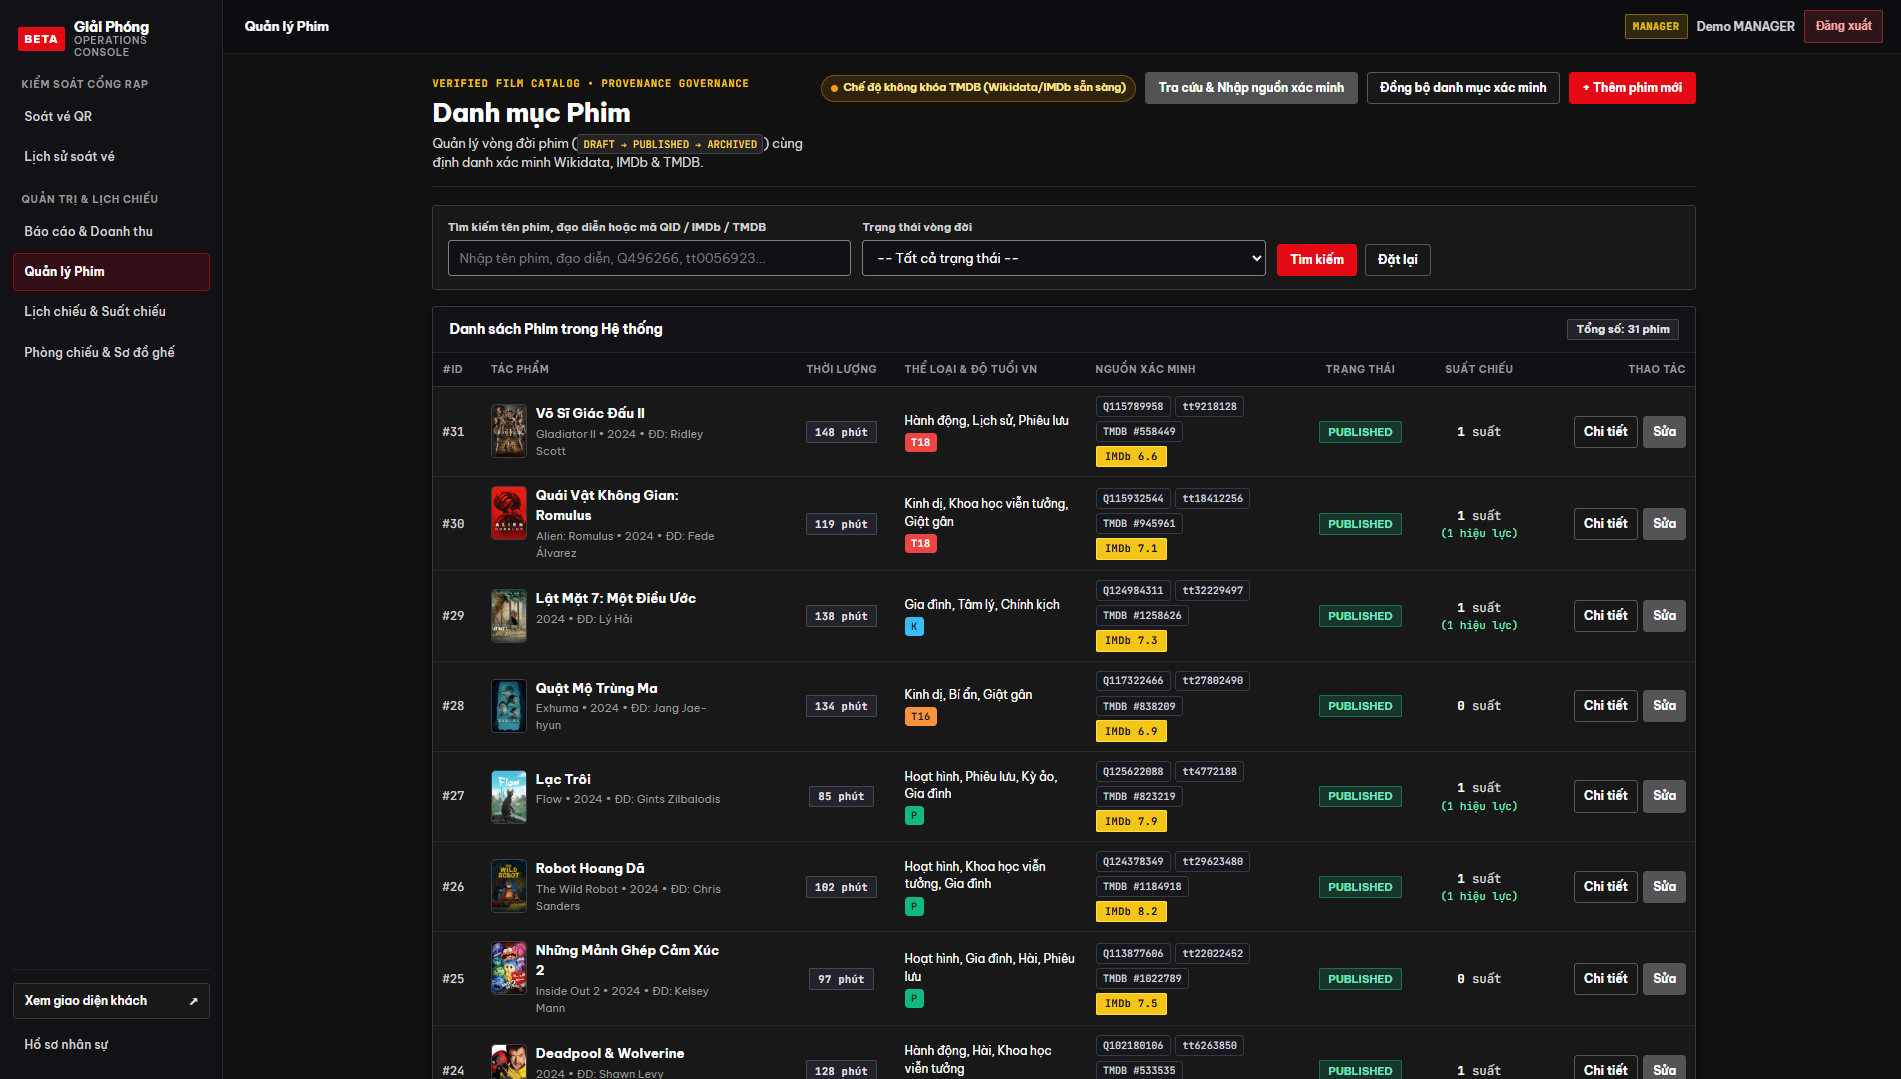 BETA
Giải Phóng
OPERATIONS
CONSOLE
KIỂM SOÁT CỔNG RẠP
Soát vé QR
Lịch sử soát vé
QUẢN TRỊ & LỊCH CHIẾU
Báo cáo & Doanh thu
Quản lý Phim
Lịch chiếu & Suất chiếu
Phòng chiếu & Sơ đồ ghế
Xem giao diện khách ↗
Hồ sơ nhân sự
Quản lý Phim
MANAGER Demo MANAGER Đăng xuất
VERIFIED FILM CATALOG • PROVENANCE GOVERNANCE
Danh mục Phim
Quản lý vòng đời phim ( DRAFT → PUBLISHED → ARCHIVED ) cùng
định danh xác minh Wikidata, IMDb & TMDB.
Chế độ không khóa TMDB (Wikidata/IMDb sẵn sàng)
Tra cứu & Nhập nguồn xác minh
Đồng bộ danh mục xác minh
+ Thêm phim mới
Tìm kiếm tên phim, đạo diễn hoặc mã QID / IMDb / TMDB
Nhập tên phim, đạo diễn, Q496266, tt0056923...
Trạng thái vòng đời
-- Tất cả trạng thái --
Tìm kiếm
Đặt lại
Danh sách Phim trong Hệ thống
Tổng số: 31 phim
#ID TÁC PHẨM THỜI LƯỢNG THỂ LOẠI & ĐỘ TUỔI VN NGUỒN XÁC MINH TRẠNG THÁI SUẤT CHIẾU THAO TÁC
#31
Võ Sĩ Giác Đấu II
Gladiator II • 2024 • ĐD: Ridley
Scott
148 phút
Hành động, Lịch sử, Phiêu lưu
T18
Q115789958 tt9218128
TMDB #558449
IMDb 6.6
PUBLISHED
1 suất
Chi tiết Sửa
#30
Quái Vật Không Gian:
Romulus
Alien: Romulus • 2024 • ĐD: Fede
Álvarez
119 phút
Kinh dị, Khoa học viễn tưởng,
Giật gân
T18
Q115932544 tt18412256
TMDB #945961
IMDb 7.1
PUBLISHED
1 suất
(1 hiệu lực)
Chi tiết Sửa
#29
Lật Mặt 7: Một Điều Ước
2024 • ĐD: Lý Hải
138 phút
Gia đình, Tâm lý, Chính kịch
K
Q124984311 tt32229497
TMDB #1258626
IMDb 7.3
PUBLISHED
1 suất
(1 hiệu lực)
Chi tiết Sửa
#28
Quật Mộ Trùng Ma
Exhuma • 2024 • ĐD: Jang Jae-
hyun
134 phút
Kinh dị, Bí ẩn, Giật gân
T16
Q117322466 tt27802490
TMDB #838209
IMDb 6.9
PUBLISHED
0 suất
Chi tiết Sửa
#27
Flow
Lạc Trôi
Flow • 2024 • ĐD: Gints Zilbalodis
85 phút
Hoạt hình, Phiêu lưu, Kỳ ảo,
Gia đình
P
Q125622088 tt4772188
TMDB #823219
IMDb 7.9
PUBLISHED
1 suất
(1 hiệu lực)
Chi tiết Sửa
#26
WILD
ROBOT
Robot Hoang Dã
The Wild Robot • 2024 • ĐD: Chris
Sanders
102 phút
Hoạt hình, Khoa học viễn
tưởng, Gia đình
P
Q124378349 tt29623480
TMDB #1184918
IMDb 8.2
PUBLISHED
1 suất
(1 hiệu lực)
Chi tiết Sửa
#25
Những Mảnh Ghép Cảm Xúc
2
Inside Out 2 • 2024 • ĐD: Kelsey
Mann
97 phút
Hoạt hình, Gia đình, Hài, Phiêu
lưu
P
Q113877606 tt22022452
TMDB #1022789
IMDb 7.5
PUBLISHED
0 suất
Chi tiết Sửa
#24
Deadpool & Wolverine
2024 • ĐD: Shawn Levy
128 phút
Hành động, Hài, Khoa học
viễn tưởng
Q102180106 tt6263850
TMDB #533535
PUBLISHED
1 suất
Chi tiết Sửa